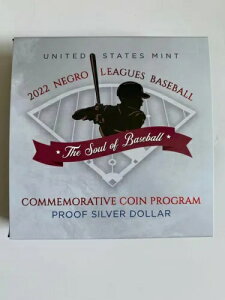 UNITED STATES MINT
2022 NEGRO LEAGUES BASEBALL
The Soul of Baseball
COMMEMORATIVE COIN PROGRAM
PROOF SILVER DOLLAR